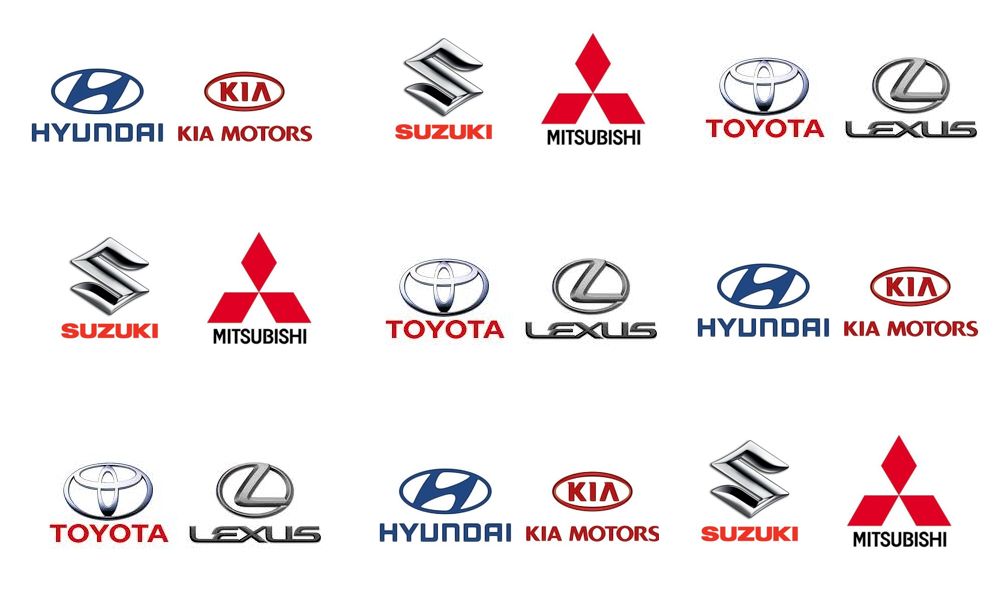 HYUNDAI KIA KIA MOTORS SUZUKI MITSUBISHI TOYOTA LEXUS
SUZUKI MITSUBISHI TOYOTA LEXUS HYUNDAI KIA KIA MOTORS
TOYOTA LEXUS HYUNDAI KIA KIA MOTORS SUZUKI MITSUBISHI